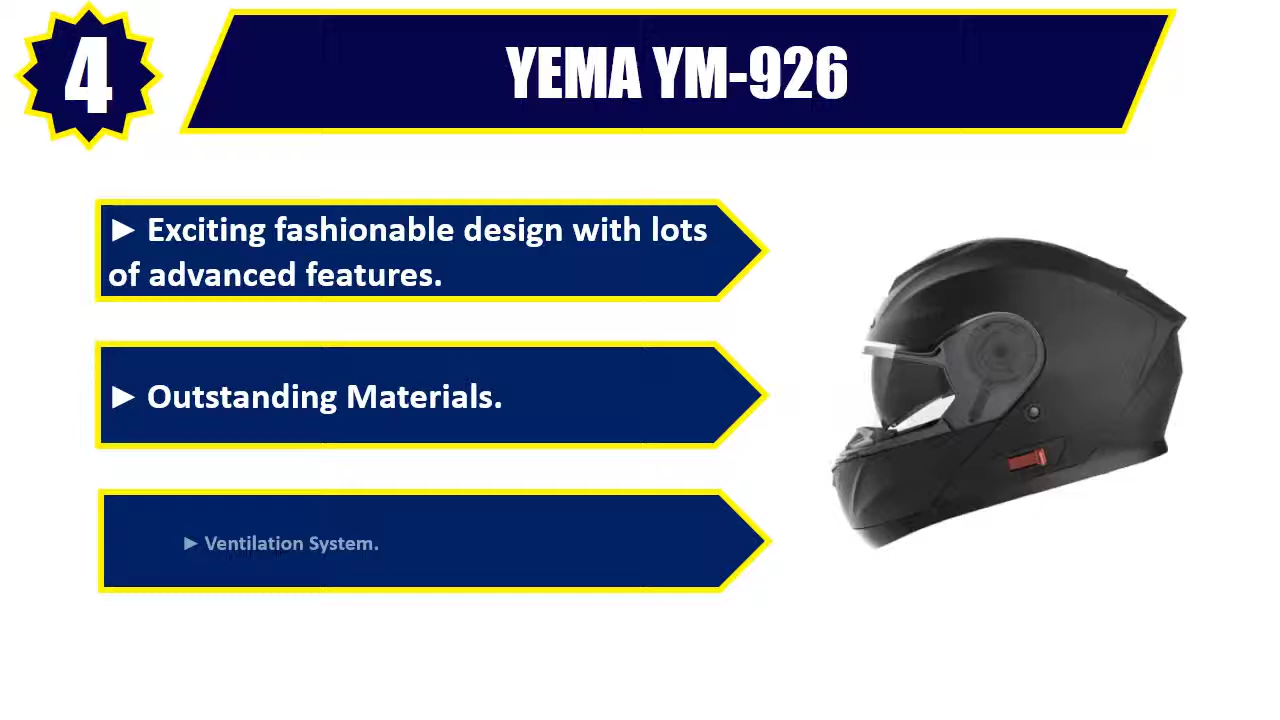 4
YEMA YM-926
► Exciting fashionable design with lots
of advanced features.
► Outstanding Materials.
► Ventilation System.